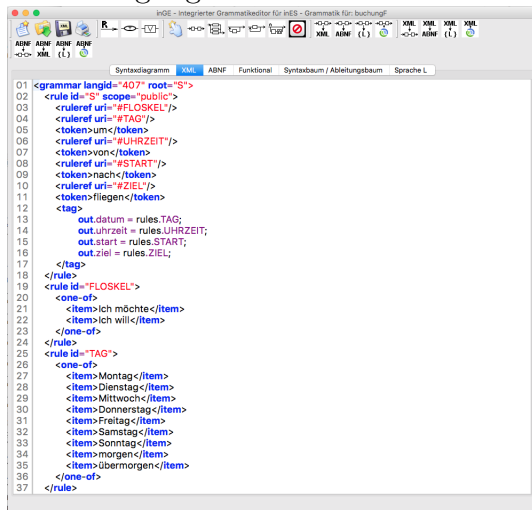 inGE - Integrierter Grammatikeditor für inES - Grammatik für: buchungF
R
V
XML ABNF ( L )
XML XML XML XML
ABNF ( L )
ABNF ABNF ABNF ABNF
XML ( L )
Syntaxdiagramm XML ABNF Funktional Syntaxbaum / Ableitungsbaum Sprache L
01 <grammar langid="407" root="S">
02 <rule id="S" scope="public">
03 <ruleref uri="#FLOSKEL"/>
04 <ruleref uri="#TAG"/>
05 <token>um</token>
06 <ruleref uri="#UHRZEIT"/>
07 <token>von</token>
08 <ruleref uri="#START"/>
09 <token>nach</token>
10 <ruleref uri="#ZIEL"/>
11 <token>fliegen</token>
12 <tag>
13 out.datum = rules.TAG;
14 out.uhrzeit = rules.UHRZEIT;
15 out.start = rules.START;
16 out.ziel = rules.ZIEL;
17 </tag>
18 </rule>
19 <rule id="FLOSKEL">
20 <one-of>
21 <item>Ich möchte</item>
22 <item>Ich will</item>
23 </one-of>
24 </rule>
25 <rule id="TAG">
26 <one-of>
27 <item>Montag</item>
28 <item>Dienstag</item>
29 <item>Mittwoch</item>
30 <item>Donnerstag</item>
31 <item>Freitag</item>
32 <item>Samstag</item>
33 <item>Sonntag</item>
34 <item>morgen</item>
35 <item>übermorgen</item>
36 </one-of>
37 </rule>